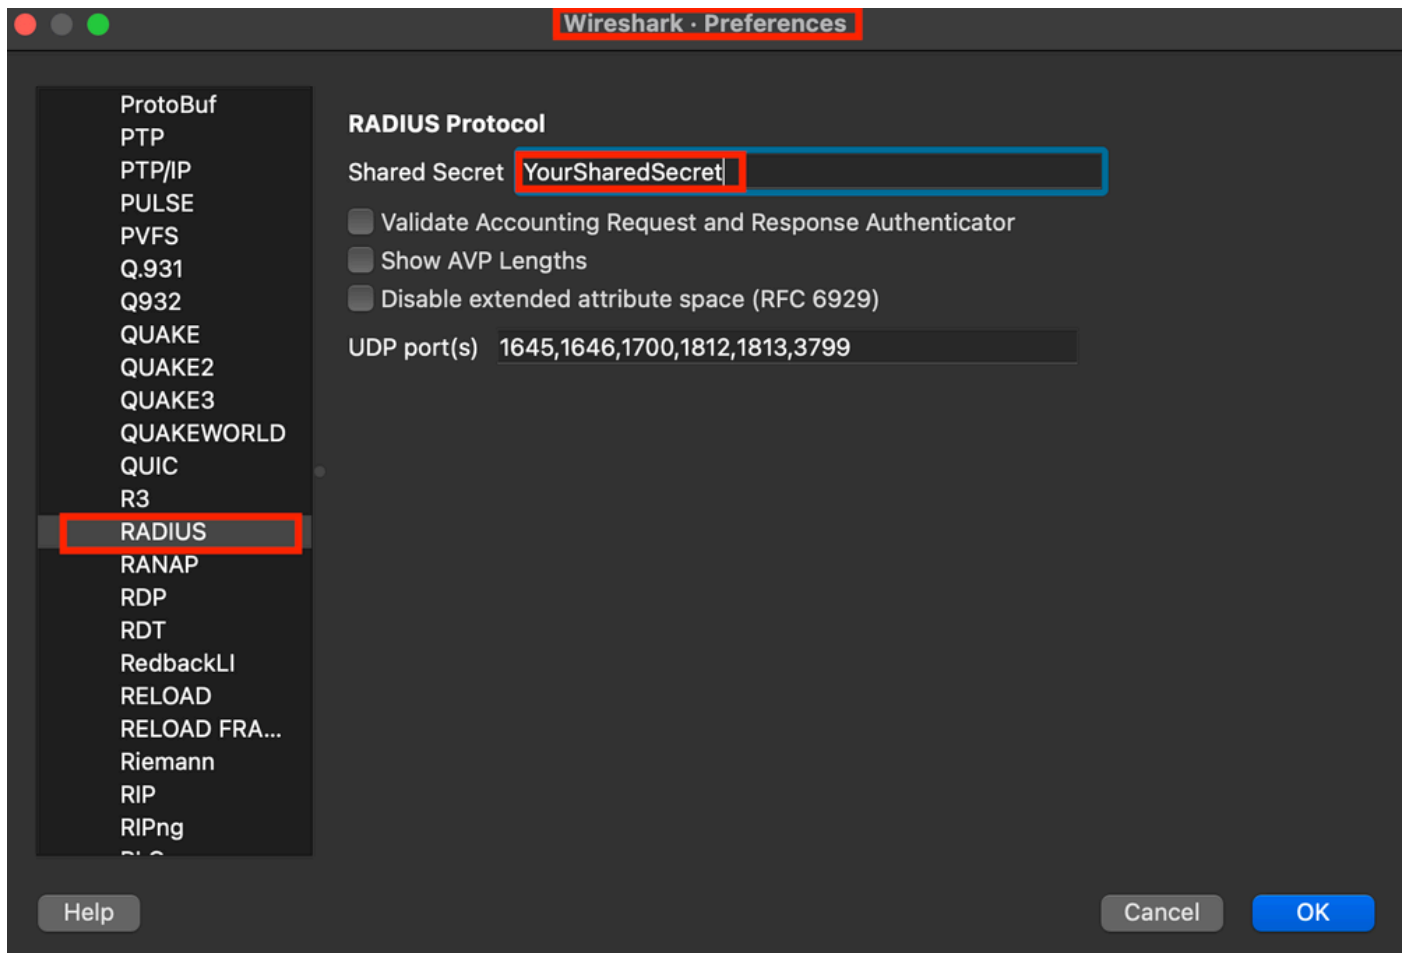 Wireshark · Preferences
ProtoBuf
PTP
PTP/IP
PULSE
PVFS
Q.931
Q932
QUAKE
QUAKE2
QUAKE3
QUAKEWORLD
QUIC
R3
RADIUS
RANAP
RDP
RDT
RedbackLI
RELOAD
RELOAD FRA...
Riemann
RIP
RIPng
RADIUS Protocol
Shared Secret YourSharedSecret
Validate Accounting Request and Response Authenticator
Show AVP Lengths
Disable extended attribute space (RFC 6929)
UDP port(s) 1645,1646,1700,1812,1813,3799
Help
Cancel
OK